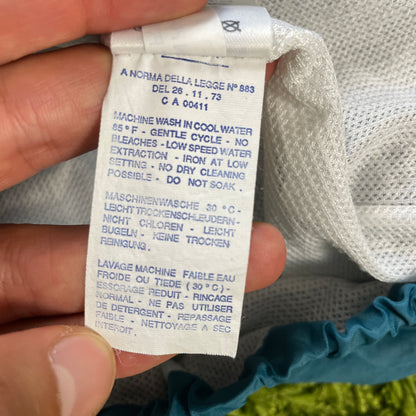 A NORMA DELLA LEGGE Nº 883
DEL 26.11.73
C A 00411
MACHINE WASH IN COOL WATER
85°F - GENTLE CYCLE - NO
BLEACHES - LOW SPEED WATER
EXTRACTION - IRON AT LOW
SETTING - NO DRY CLEANING
POSSIBLE - DO NOT SOAK.
MASCHINENWASCHE 30°C -
LEICHT TROCKENSCHLEUDERN-
NICHT CHLOREN - LEICHT
BUGELN - KEINE TROCKEN
REINIGUNG.
LAVAGE MACHINE FAIBLE EAU
FROIDE OU TIEDE (30°C) -
ESSORAGE REDUIT - RINCAGE
NORMAL - NE PAS UTILISER
DE DETERGENT - REPASSAGE
FAIBLE - NETTOYAGE A SEC
INTERDIT.